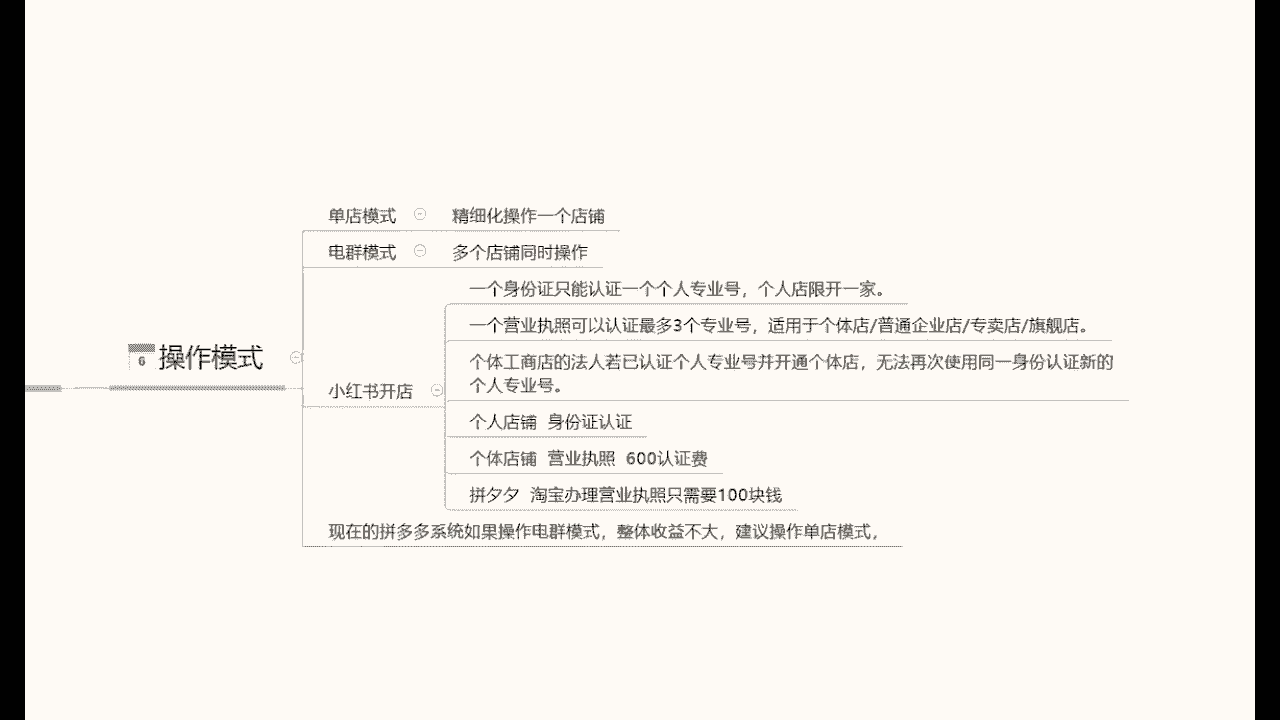 6 操作模式
单店模式 精细化操作一个店铺
电群模式 多个店铺同时操作
小红书开店
一个身份证只能认证一个个人专业号，个人店限开一家。
一个营业执照可以认证最多3个专业号，适用于个体店/普通企业店/专卖店/旗舰店。
个体工商店的法人若已认证个人专业号并开通个体店，无法再次使用同一身份认证新的
个人专业号。
个人店铺 身份证认证
个体店铺 营业执照 600认证费
拼夕夕 淘宝办理营业执照只需要100块钱
现在的拼多多系统如果操作电群模式，整体收益不大，建议操作单店模式，